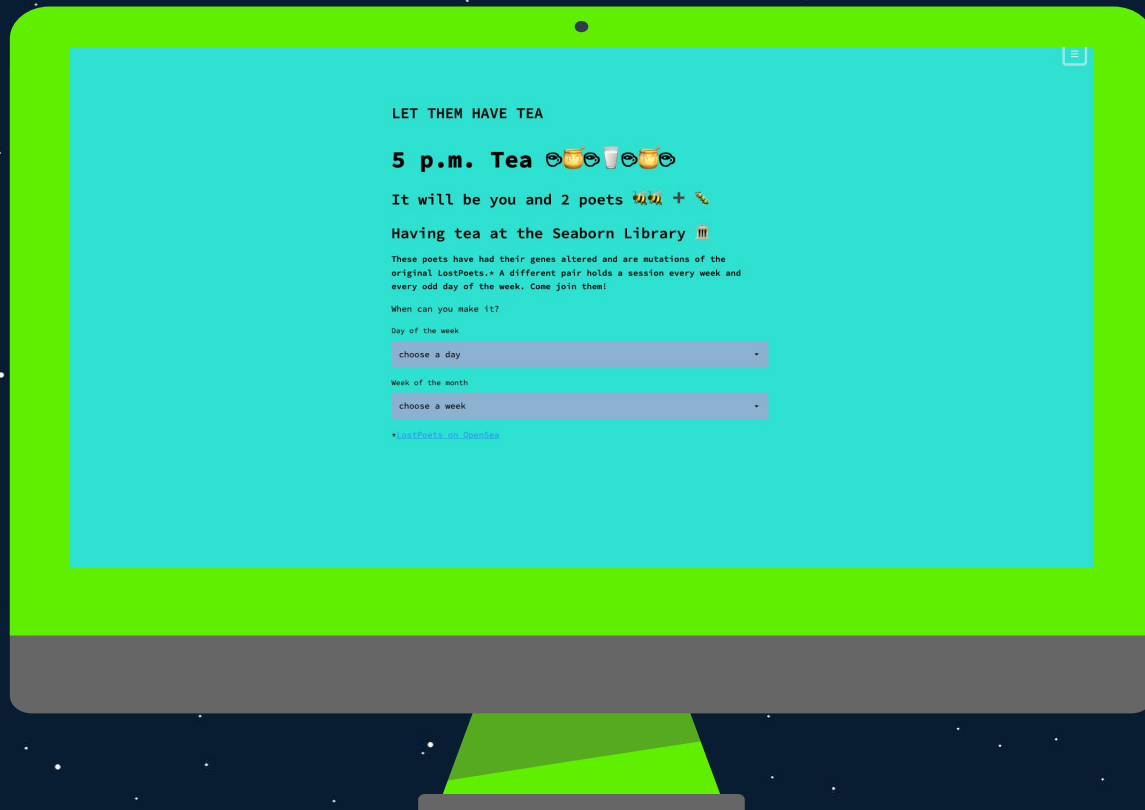 LET THEM HAVE TEA
5 p.m. Tea ☕🍯☕🥛☕🍯☕
It will be you and 2 poets 🐝🐝 ➕ 🐛
Having tea at the Seaborn Library 🏛
These poets have had their genes altered and are mutations of the
original LostPoets.* A different pair holds a session every week and
every odd day of the week. Come join them!
When can you make it?
Day of the week
choose a day
Week of the month
choose a week
*LostPoets on OpenSea